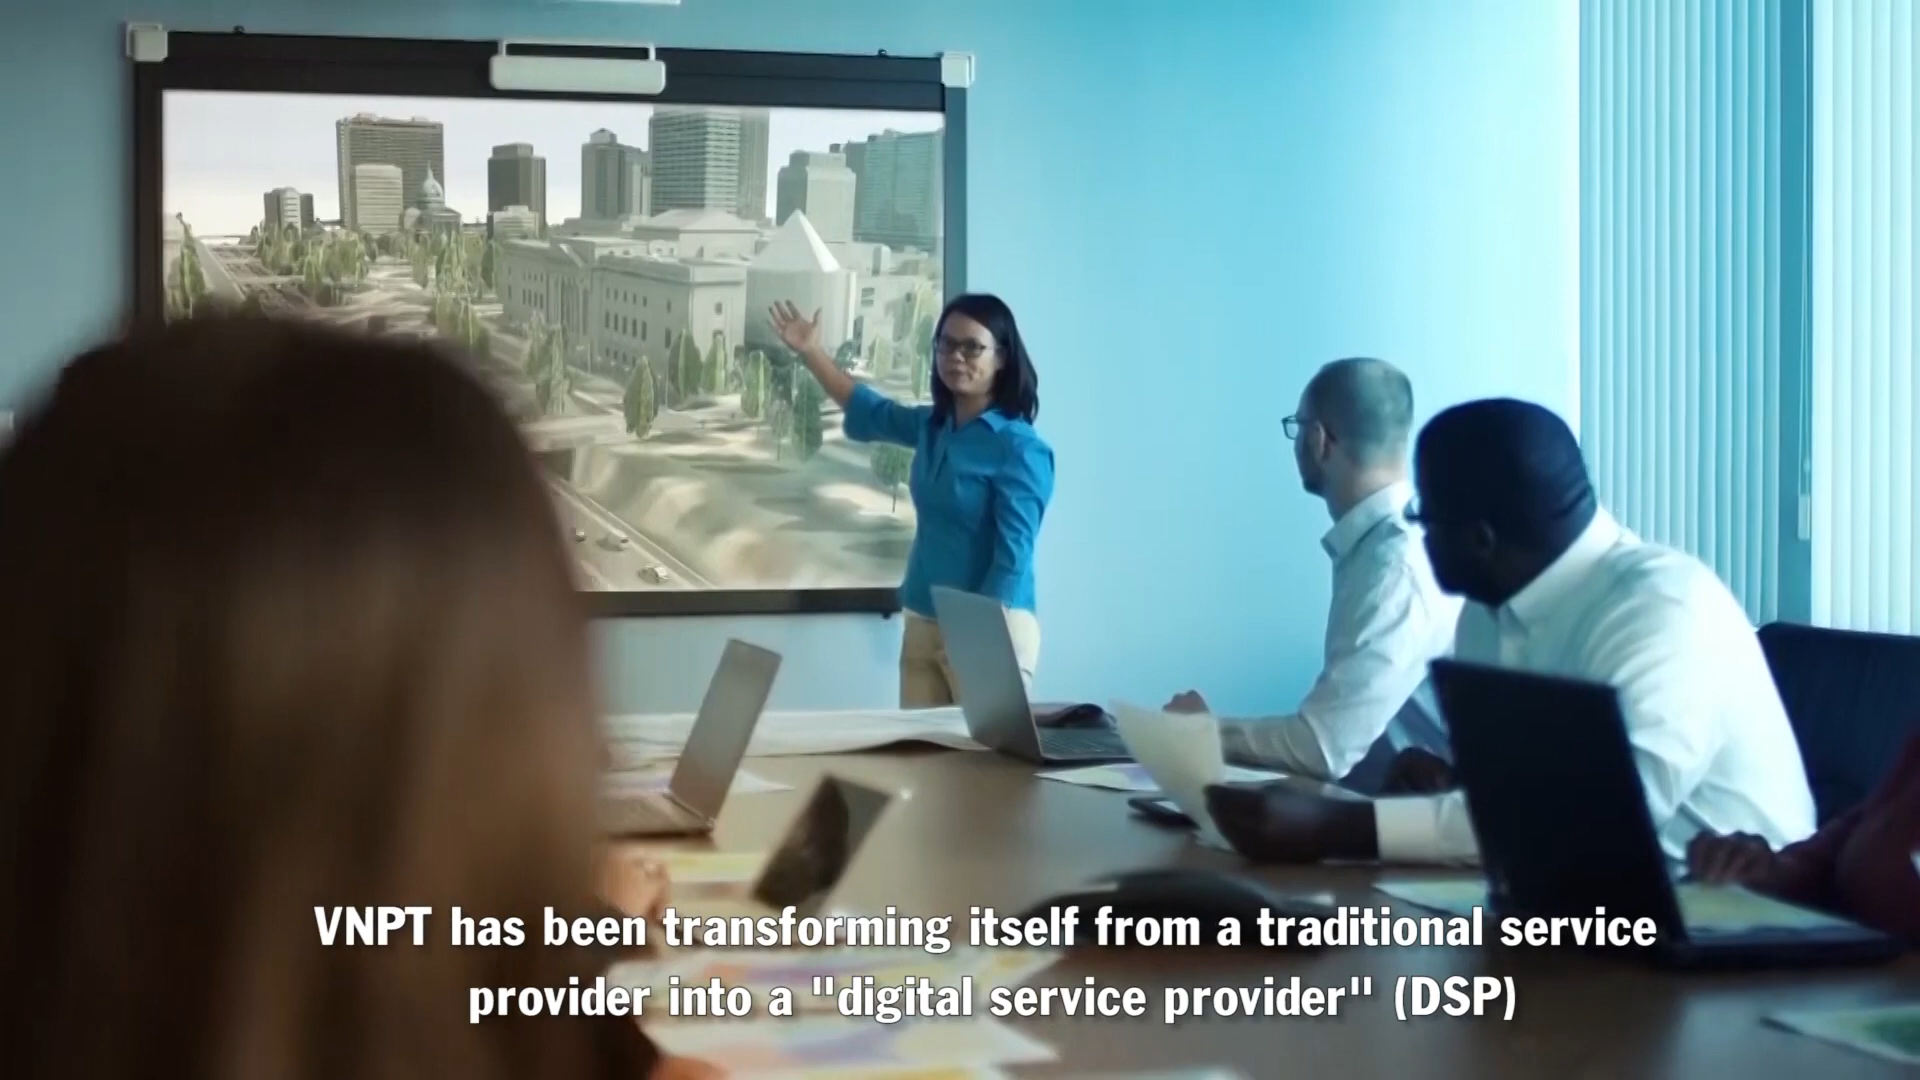 VNPT has been transforming itself from a traditional service
provider into a "digital service provider" (DSP)